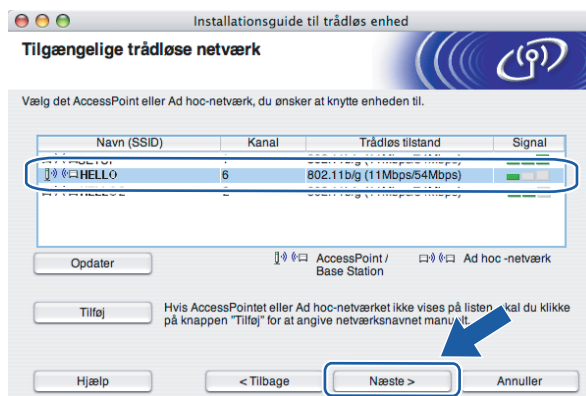 Installationsguide til trådløs enhed
Tilgængelige trådløse netværk
Vælg det AccessPoint eller Ad hoc-netværk, du ønsker at knytte enheden til.
Navn (SSID) Kanal Trådløs tilstand Signal
HELLO 6 802.11b/g (11Mbps/54Mbps)
Opdater
AccessPoint /
Base Station
Ad hoc -netværk
Tilføj
Hvis AccessPointet eller Ad hoc-netværket ikke vises på listen, skal du klikke
på knappen "Tilføj" for at angive netværksnavnet manuelt.
Hjælp < Tilbage Næste > Annuller